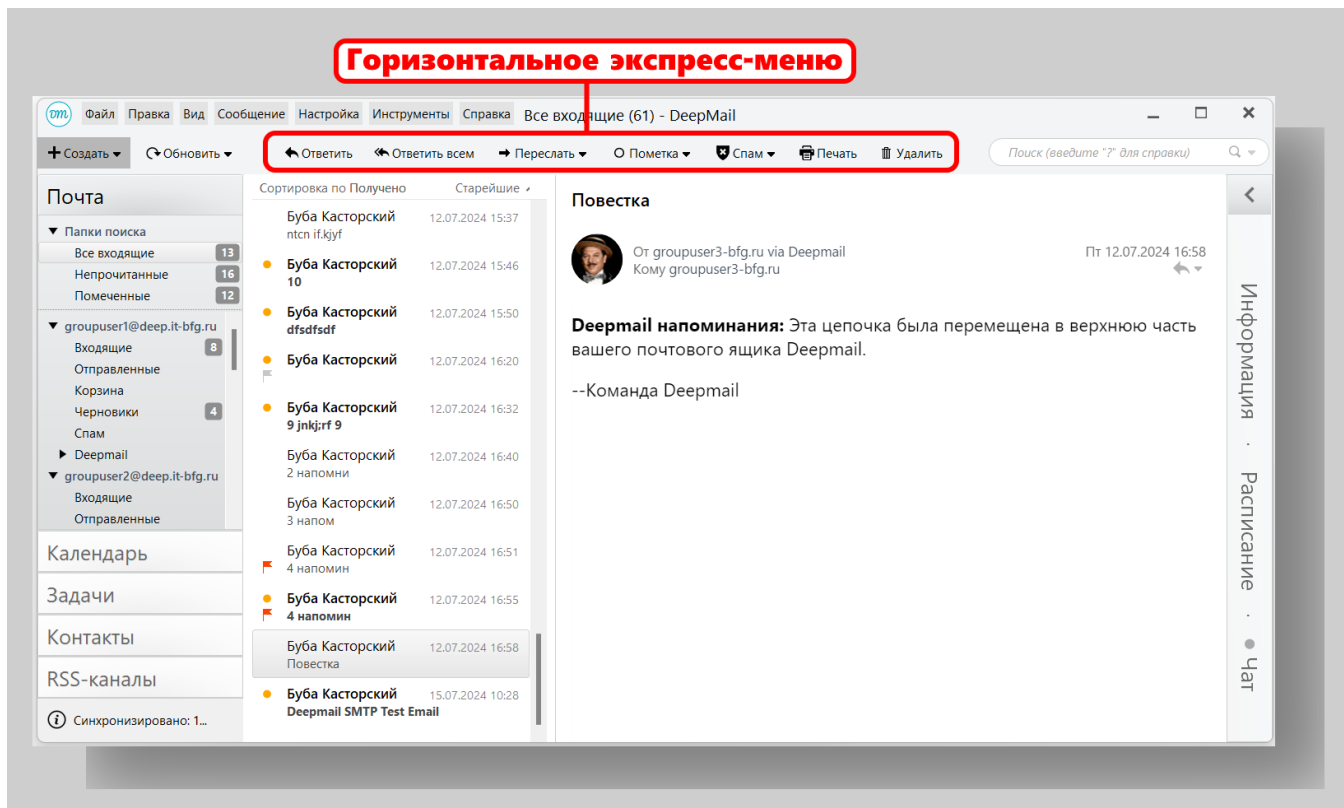 Горизонтальное экспресс-меню
DM Файл Правка Вид Сообщение Настройка Инструменты Справка Все входящие (61) - DeepMail
Создать Обновить Ответить Ответить всем Переслать Пометка Спам Печать Удалить Поиск (введите "?" для справки)
Почта
Папки поиска
Все входящие 13
Непрочитанные 16
Помеченные 12
groupuser1@deep.it-bfg.ru
Входящие 8
Отправленные
Корзина
Черновики 4
Спам
Deepmail
groupuser2@deep.it-bfg.ru
Входящие
Отправленные
Календарь
Задачи
Контакты
RSS-каналы
Синхронизировано: 1...
Сортировка по Получено Старейшие
Буба Касторский 12.07.2024 15:37
ntcn if.kjyf
Буба Касторский 12.07.2024 15:46
10
Буба Касторский 12.07.2024 15:50
dfsdfsdf
Буба Касторский 12.07.2024 16:20
Буба Касторский 12.07.2024 16:32
9 jnkj;rf 9
Буба Касторский 12.07.2024 16:40
2 напомни
Буба Касторский 12.07.2024 16:50
3 напом
Буба Касторский 12.07.2024 16:51
4 напомин
Буба Касторский 12.07.2024 16:55
4 напомин
Буба Касторский 12.07.2024 16:58
Повестка
Буба Касторский 15.07.2024 10:28
Deepmail SMTP Test Email
Повестка
От groupuser3-bfg.ru via Deepmail Пт 12.07.2024 16:58
Кому groupuser3-bfg.ru
Deepmail напоминания: Эта цепочка была перемещена в верхнюю часть
вашего почтового ящика Deepmail.
--Команда Deepmail
Информация · Расписание · Чат